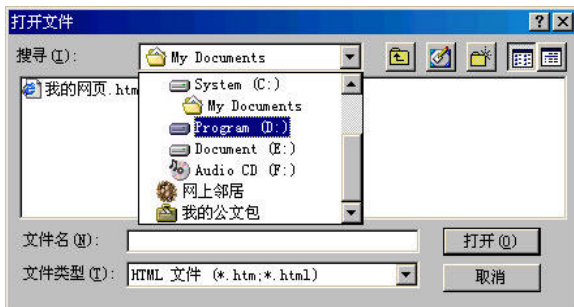 打开文件
搜寻(I):
My Documents
我的网页.htm
System (C:)
My Documents
Program (D:)
Document (E:)
Audio CD (F:)
网上邻居
我的公文包
文件名(N):
打开(O)
文件类型(T):
HTML 文件 (*.htm;*.html)
取消